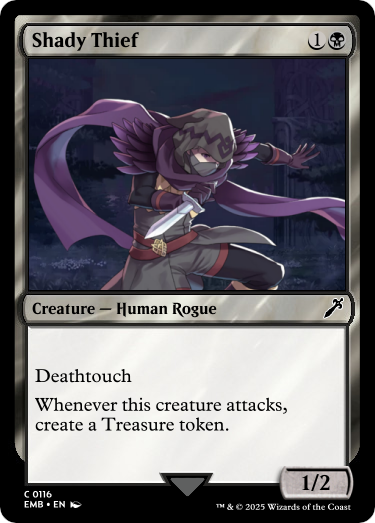 Shady Thief 1
Creature — Human Rogue
Deathtouch
Whenever this creature attacks,
create a Treasure token.
1/2
C 0116
EMB • EN
™ & © 2025 Wizards of the Coast